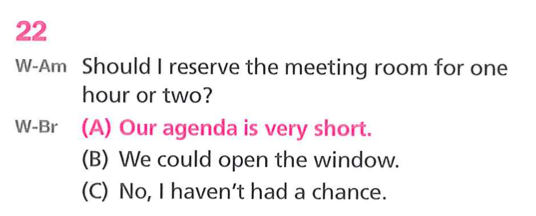 22
W-Am Should I reserve the meeting room for one
hour or two?
W-Br (A) Our agenda is very short.
(B) We could open the window.
(C) No, I haven't had a chance.